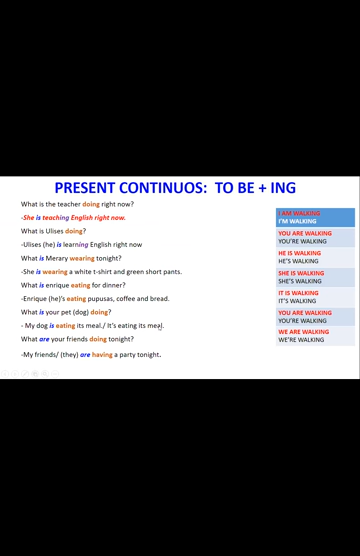 PRESENT CONTINUOS: TO BE + ING
What is the teacher doing right now?
-She is teaching English right now.
What is Ulises doing?
-Ulises (he) is learning English right now
What is Merary wearing tonight?
-She is wearing a white t-shirt and green short pants.
What is enrique eating for dinner?
-Enrique (he)'s eating pupusas, coffee and bread.
What is your pet (dog) doing?
- My dog is eating its meal./ It's eating its meal.
What are your friends doing tonight?
-My friends/ (they) are having a party tonight.
I AM WALKING
I'M WALKING
YOU ARE WALKING
YOU'RE WALKING
HE IS WALKING
HE'S WALKING
SHE IS WALKING
SHE'S WALKING
IT IS WALKING
IT'S WALKING
YOU ARE WALKING
YOU'RE WALKING
WE ARE WALKING
WE'RE WALKING